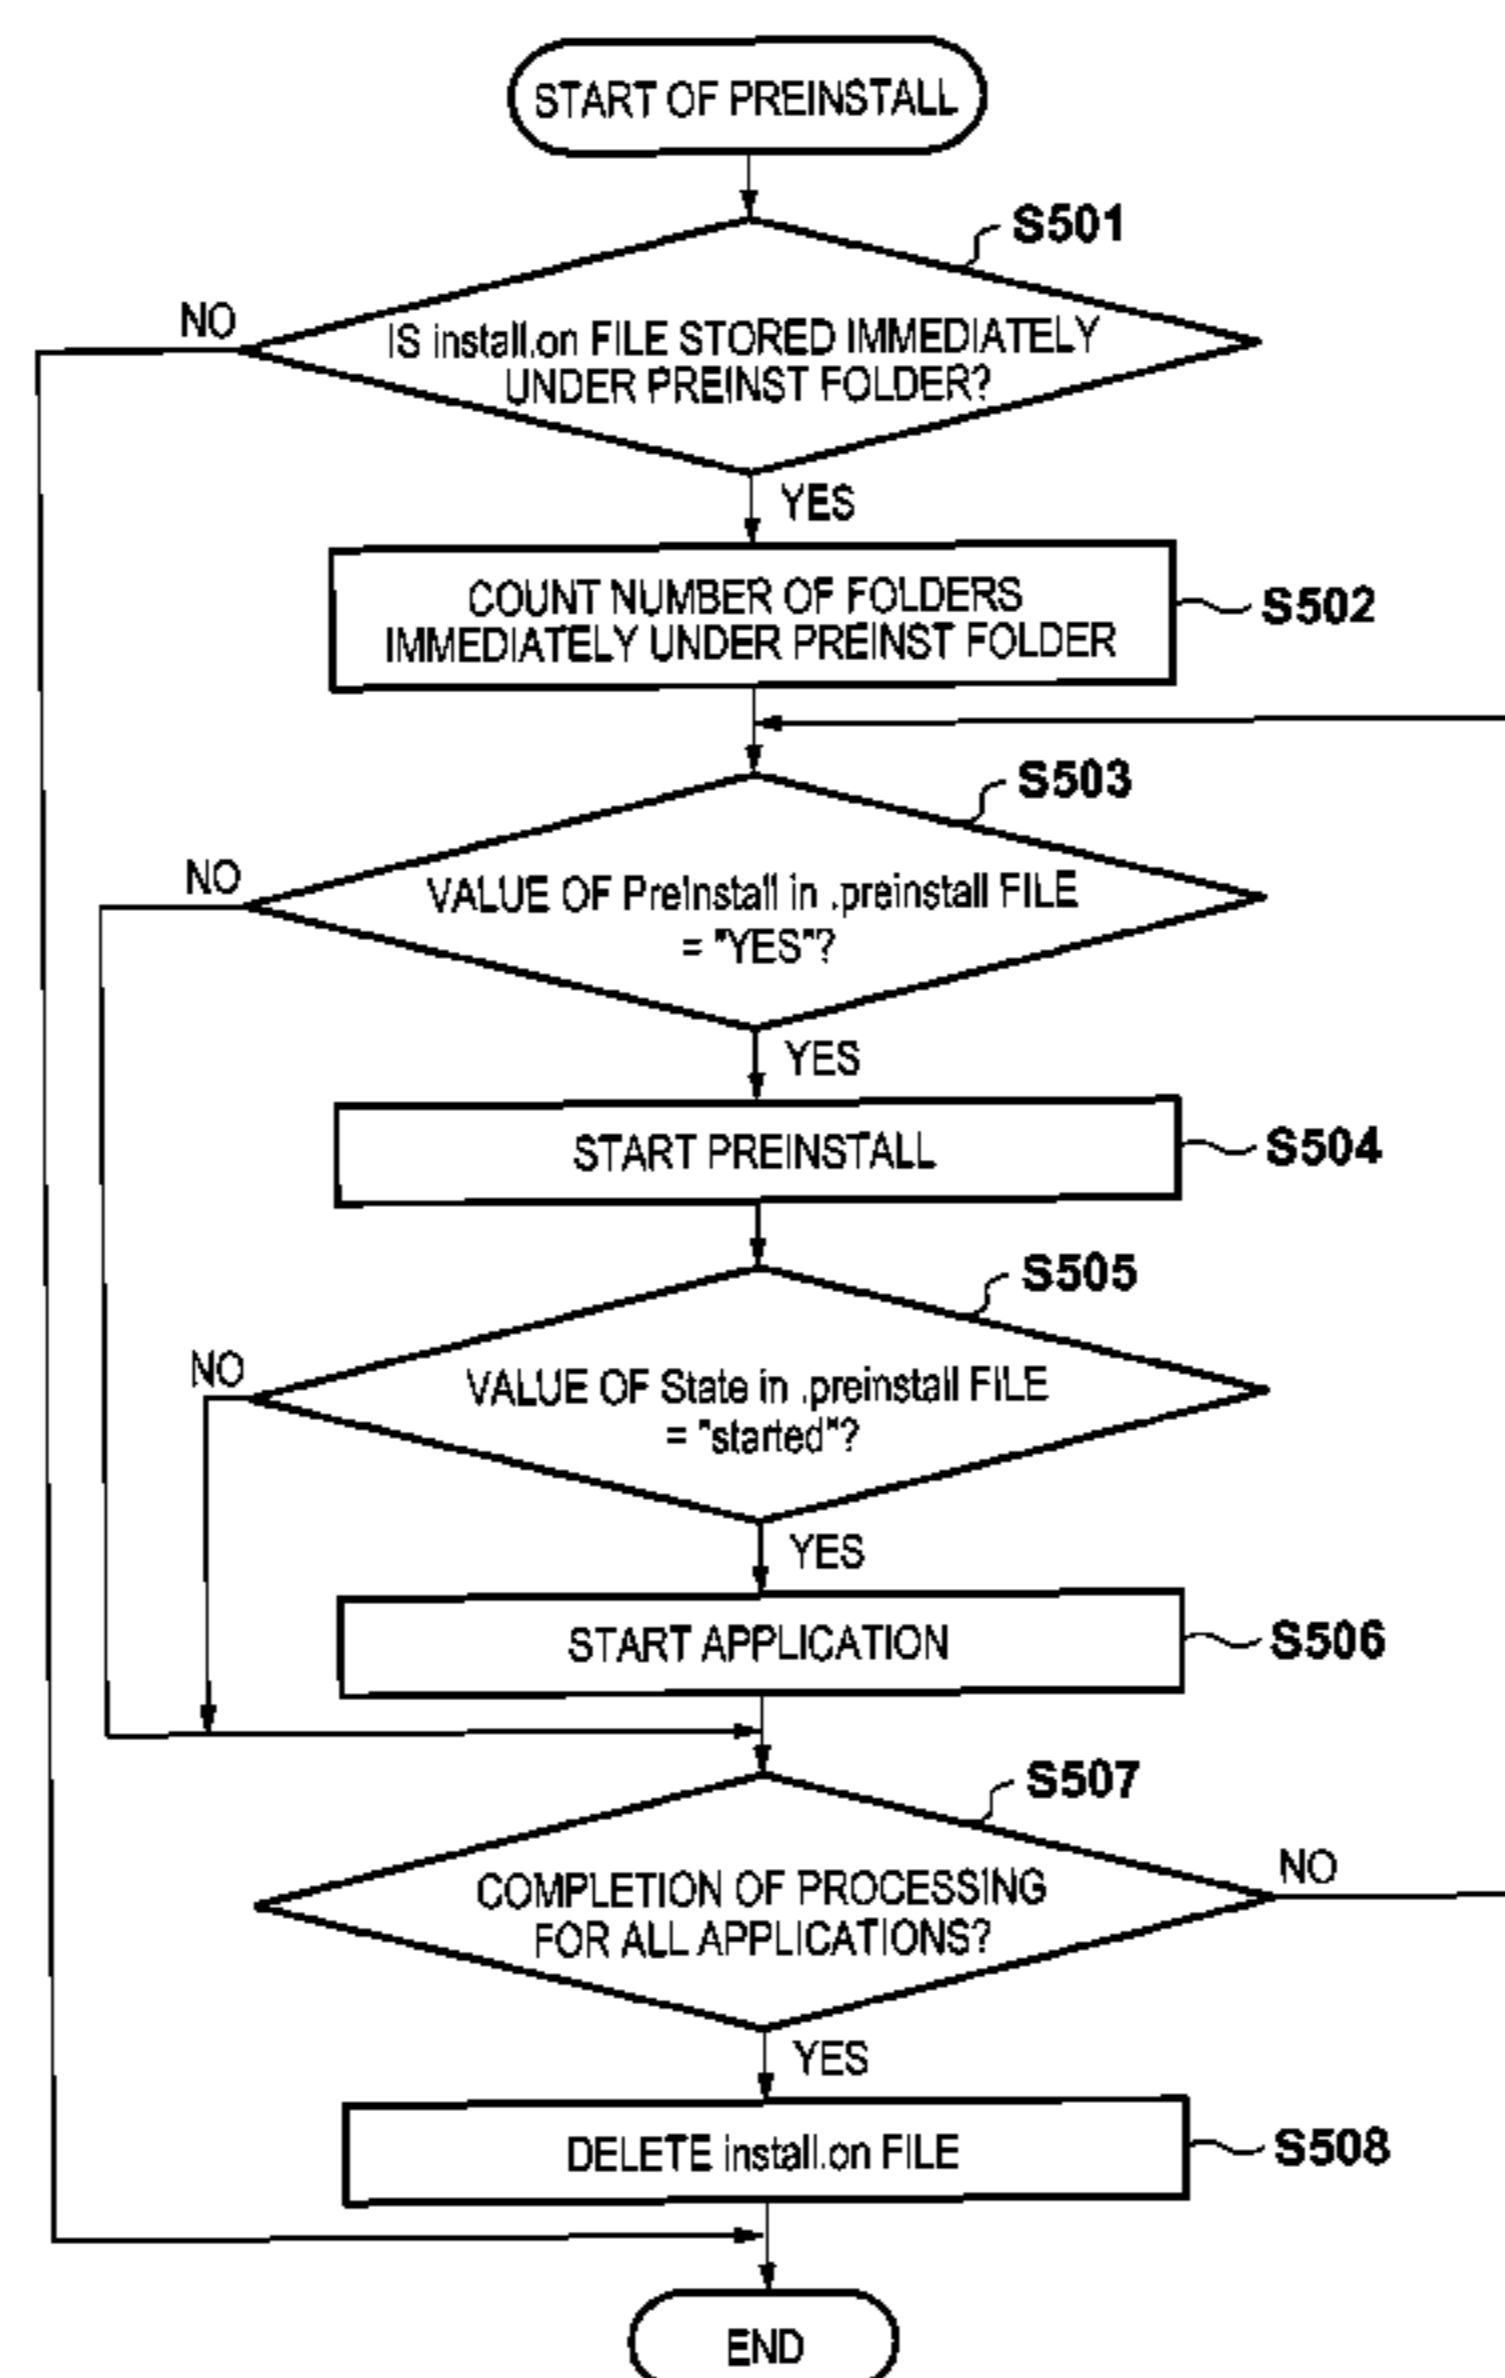 START OF PREINSTALL
S501
NO
IS install.on FILE STORED IMMEDIATELY
UNDER PREINST FOLDER?
YES
COUNT NUMBER OF FOLDERS
IMMEDIATELY UNDER PREINST FOLDER
S502
S503
NO
VALUE OF PreInstall in .preinstall FILE
= "YES"?
YES
START PREINSTALL
S504
S505
NO
VALUE OF State in .preinstall FILE
= "started"?
YES
START APPLICATION
S506
S507
NO
COMPLETION OF PROCESSING
FOR ALL APPLICATIONS?
YES
DELETE install.on FILE
S508
END